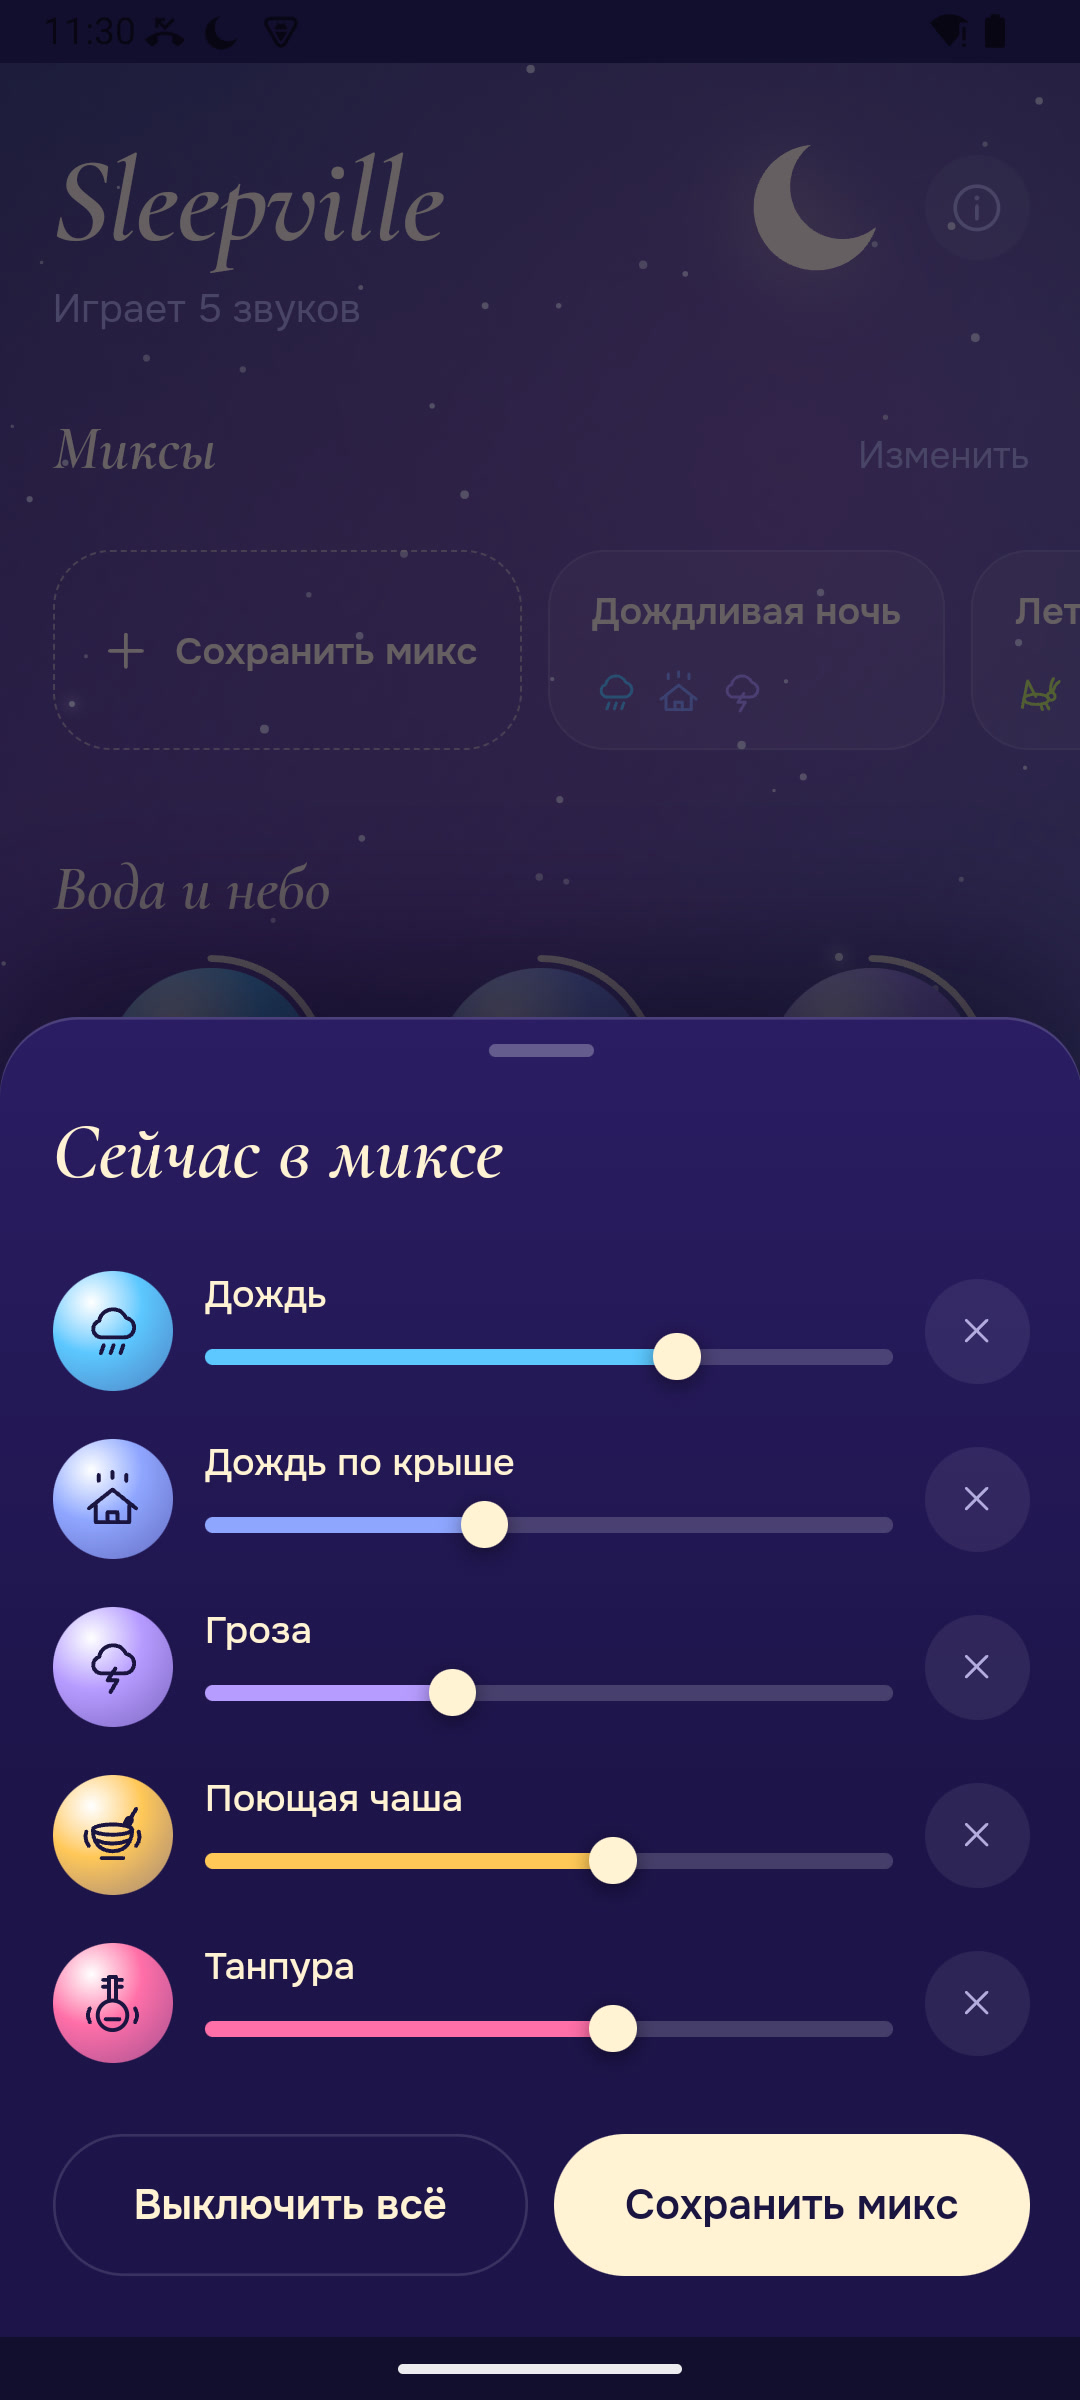 11:30
Sleepville
Играет 5 звуков
Миксы
Изменить
Сохранить микс
Дождливая ночь
Лет
Вода и небо
Сейчас в миксе
Дождь
Дождь по крыше
Гроза
Поющая чаша
Танпура
Выключить всё
Сохранить микс